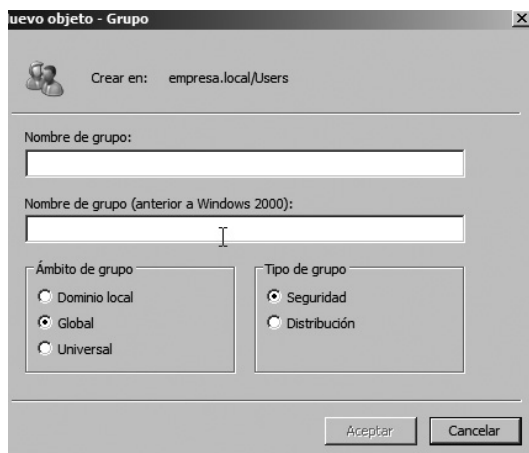 uevo objeto - Grupo
Crear en: empresa.local/Users
Nombre de grupo:
Nombre de grupo (anterior a Windows 2000):
Ámbito de grupo
Dominio local
Global
Universal
Tipo de grupo
Seguridad
Distribución
Aceptar
Cancelar